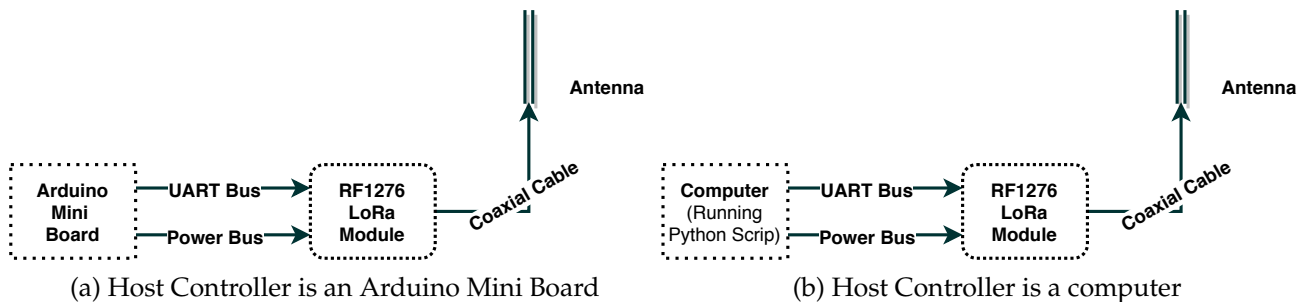 Antenna
Arduino
Mini
Board
UART Bus
Power Bus
RF1276
LoRa
Module
Coaxial Cable
(a) Host Controller is an Arduino Mini Board
Antenna
Computer
(Running
Python Scrip)
UART Bus
Power Bus
RF1276
LoRa
Module
Coaxial Cable
(b) Host Controller is a computer